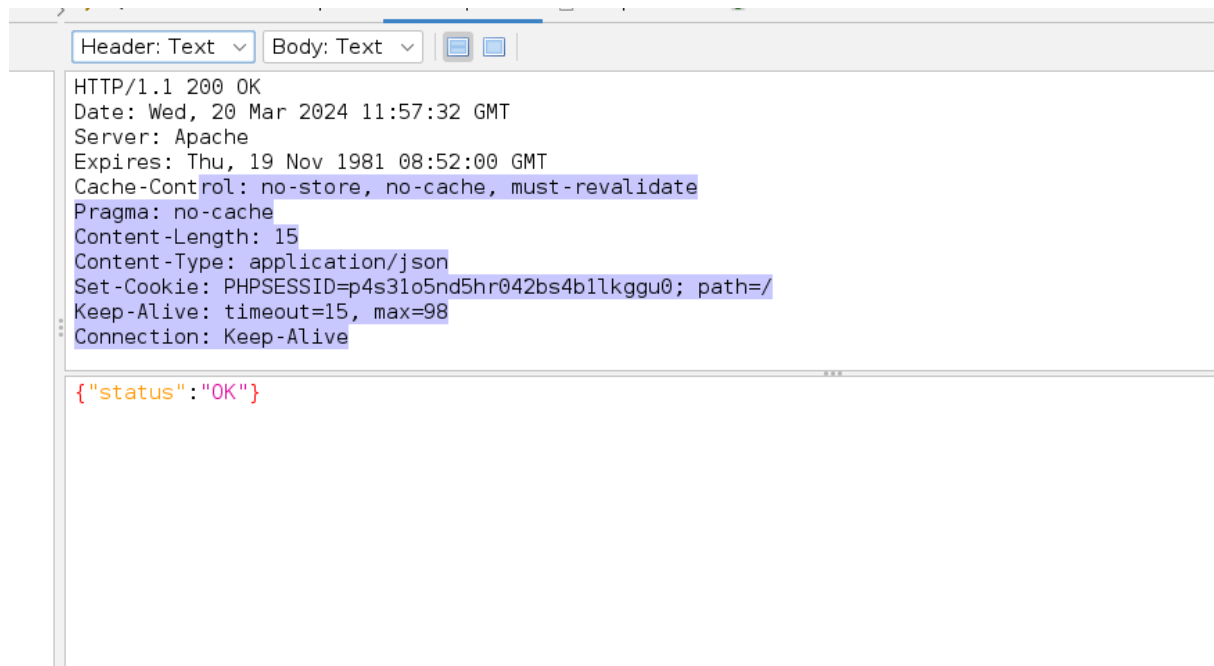 Header: Text Body: Text
HTTP/1.1 200 OK
Date: Wed, 20 Mar 2024 11:57:32 GMT
Server: Apache
Expires: Thu, 19 Nov 1981 08:52:00 GMT
Cache-Control: no-store, no-cache, must-revalidate
Pragma: no-cache
Content-Length: 15
Content-Type: application/json
Set-Cookie: PHPSESSID=p4s31o5nd5hr042bs4b1lkggu0; path=/
Keep-Alive: timeout=15, max=98
Connection: Keep-Alive
{"status":"OK"}